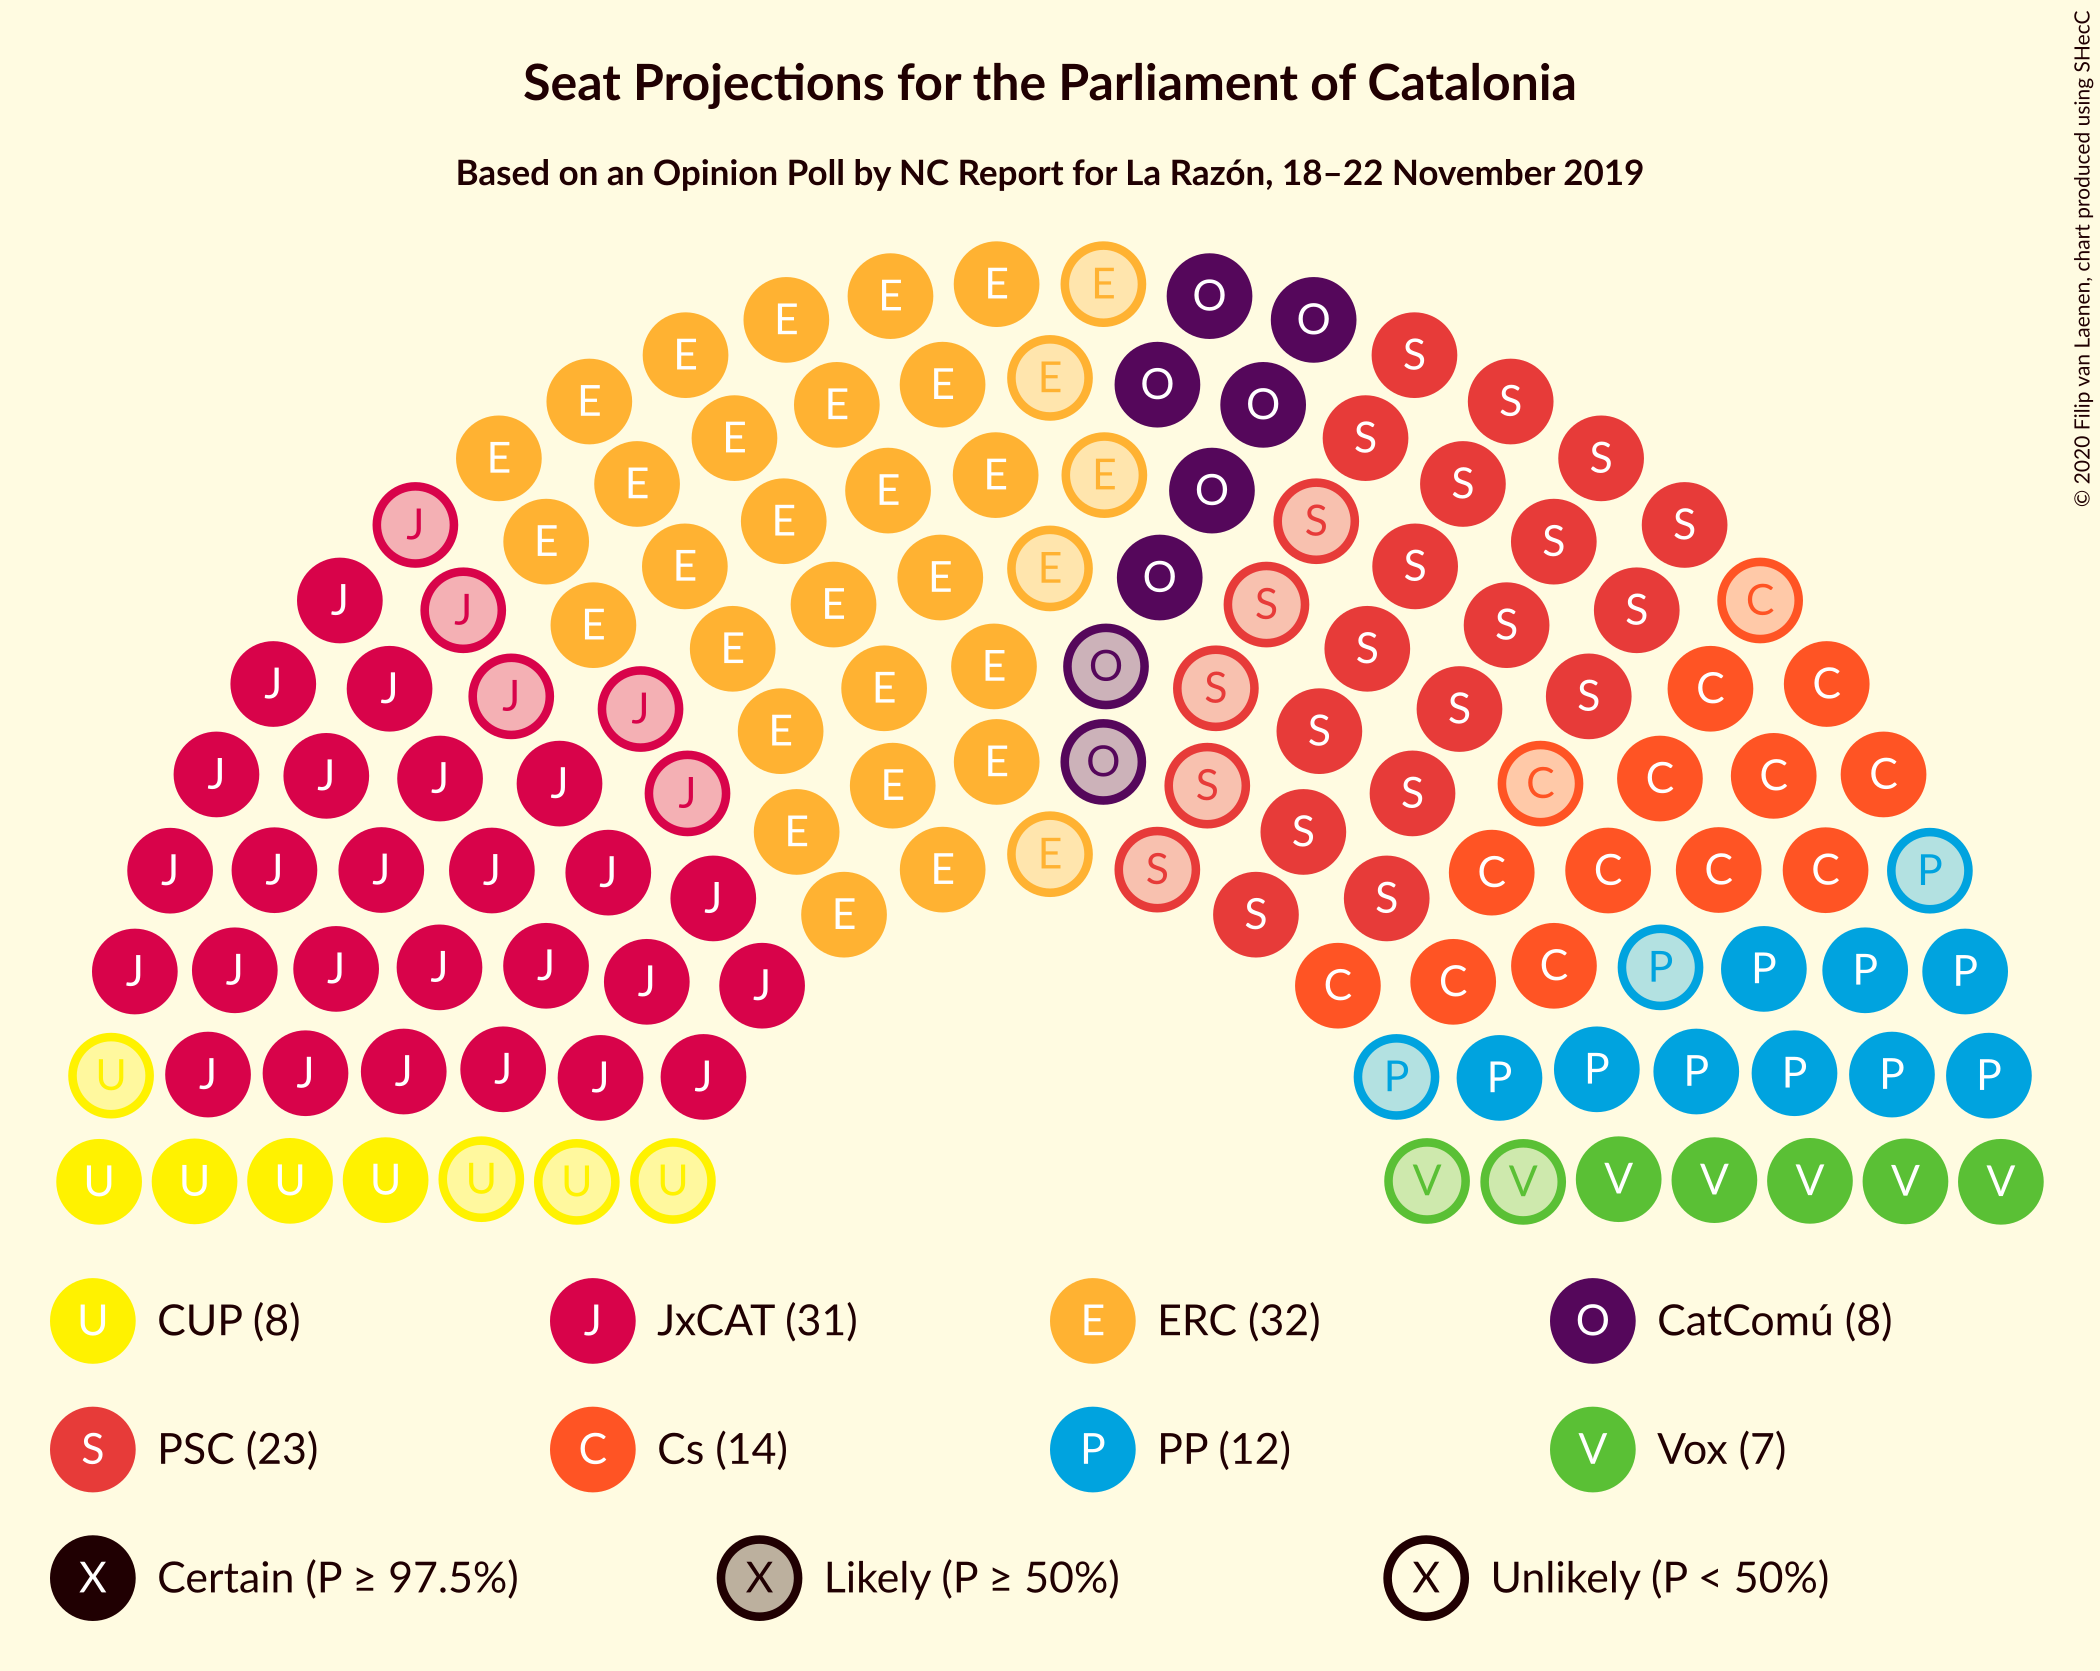 Seat Projections for the Parliament of Catalonia
Based on an Opinion Poll by NC Report for La Razón, 18–22 November 2019
© 2020 Filip van Laenen, chart produced using SHecC
E E E O O
E E S
E E E O O S
E E E S
E E E O S S
J E E S S S
E E E O S S
J J E E S S C
E E O S
J J J J E E S S S C C
E S
J J J J J E E O S S C C C C
E S
J J J J J J E E E S S S C C C C P
E S
J J J J J J J C C C P P P P
U J J J J J J P P P P P P P
U U U U U U U V V V V V V V
U CUP (8) J JxCAT (31) E ERC (32) O CatComú (8)
S PSC (23) C Cs (14) P PP (12) V Vox (7)
X Certain (P ≥ 97.5%) X Likely (P ≥ 50%) X Unlikely (P < 50%)